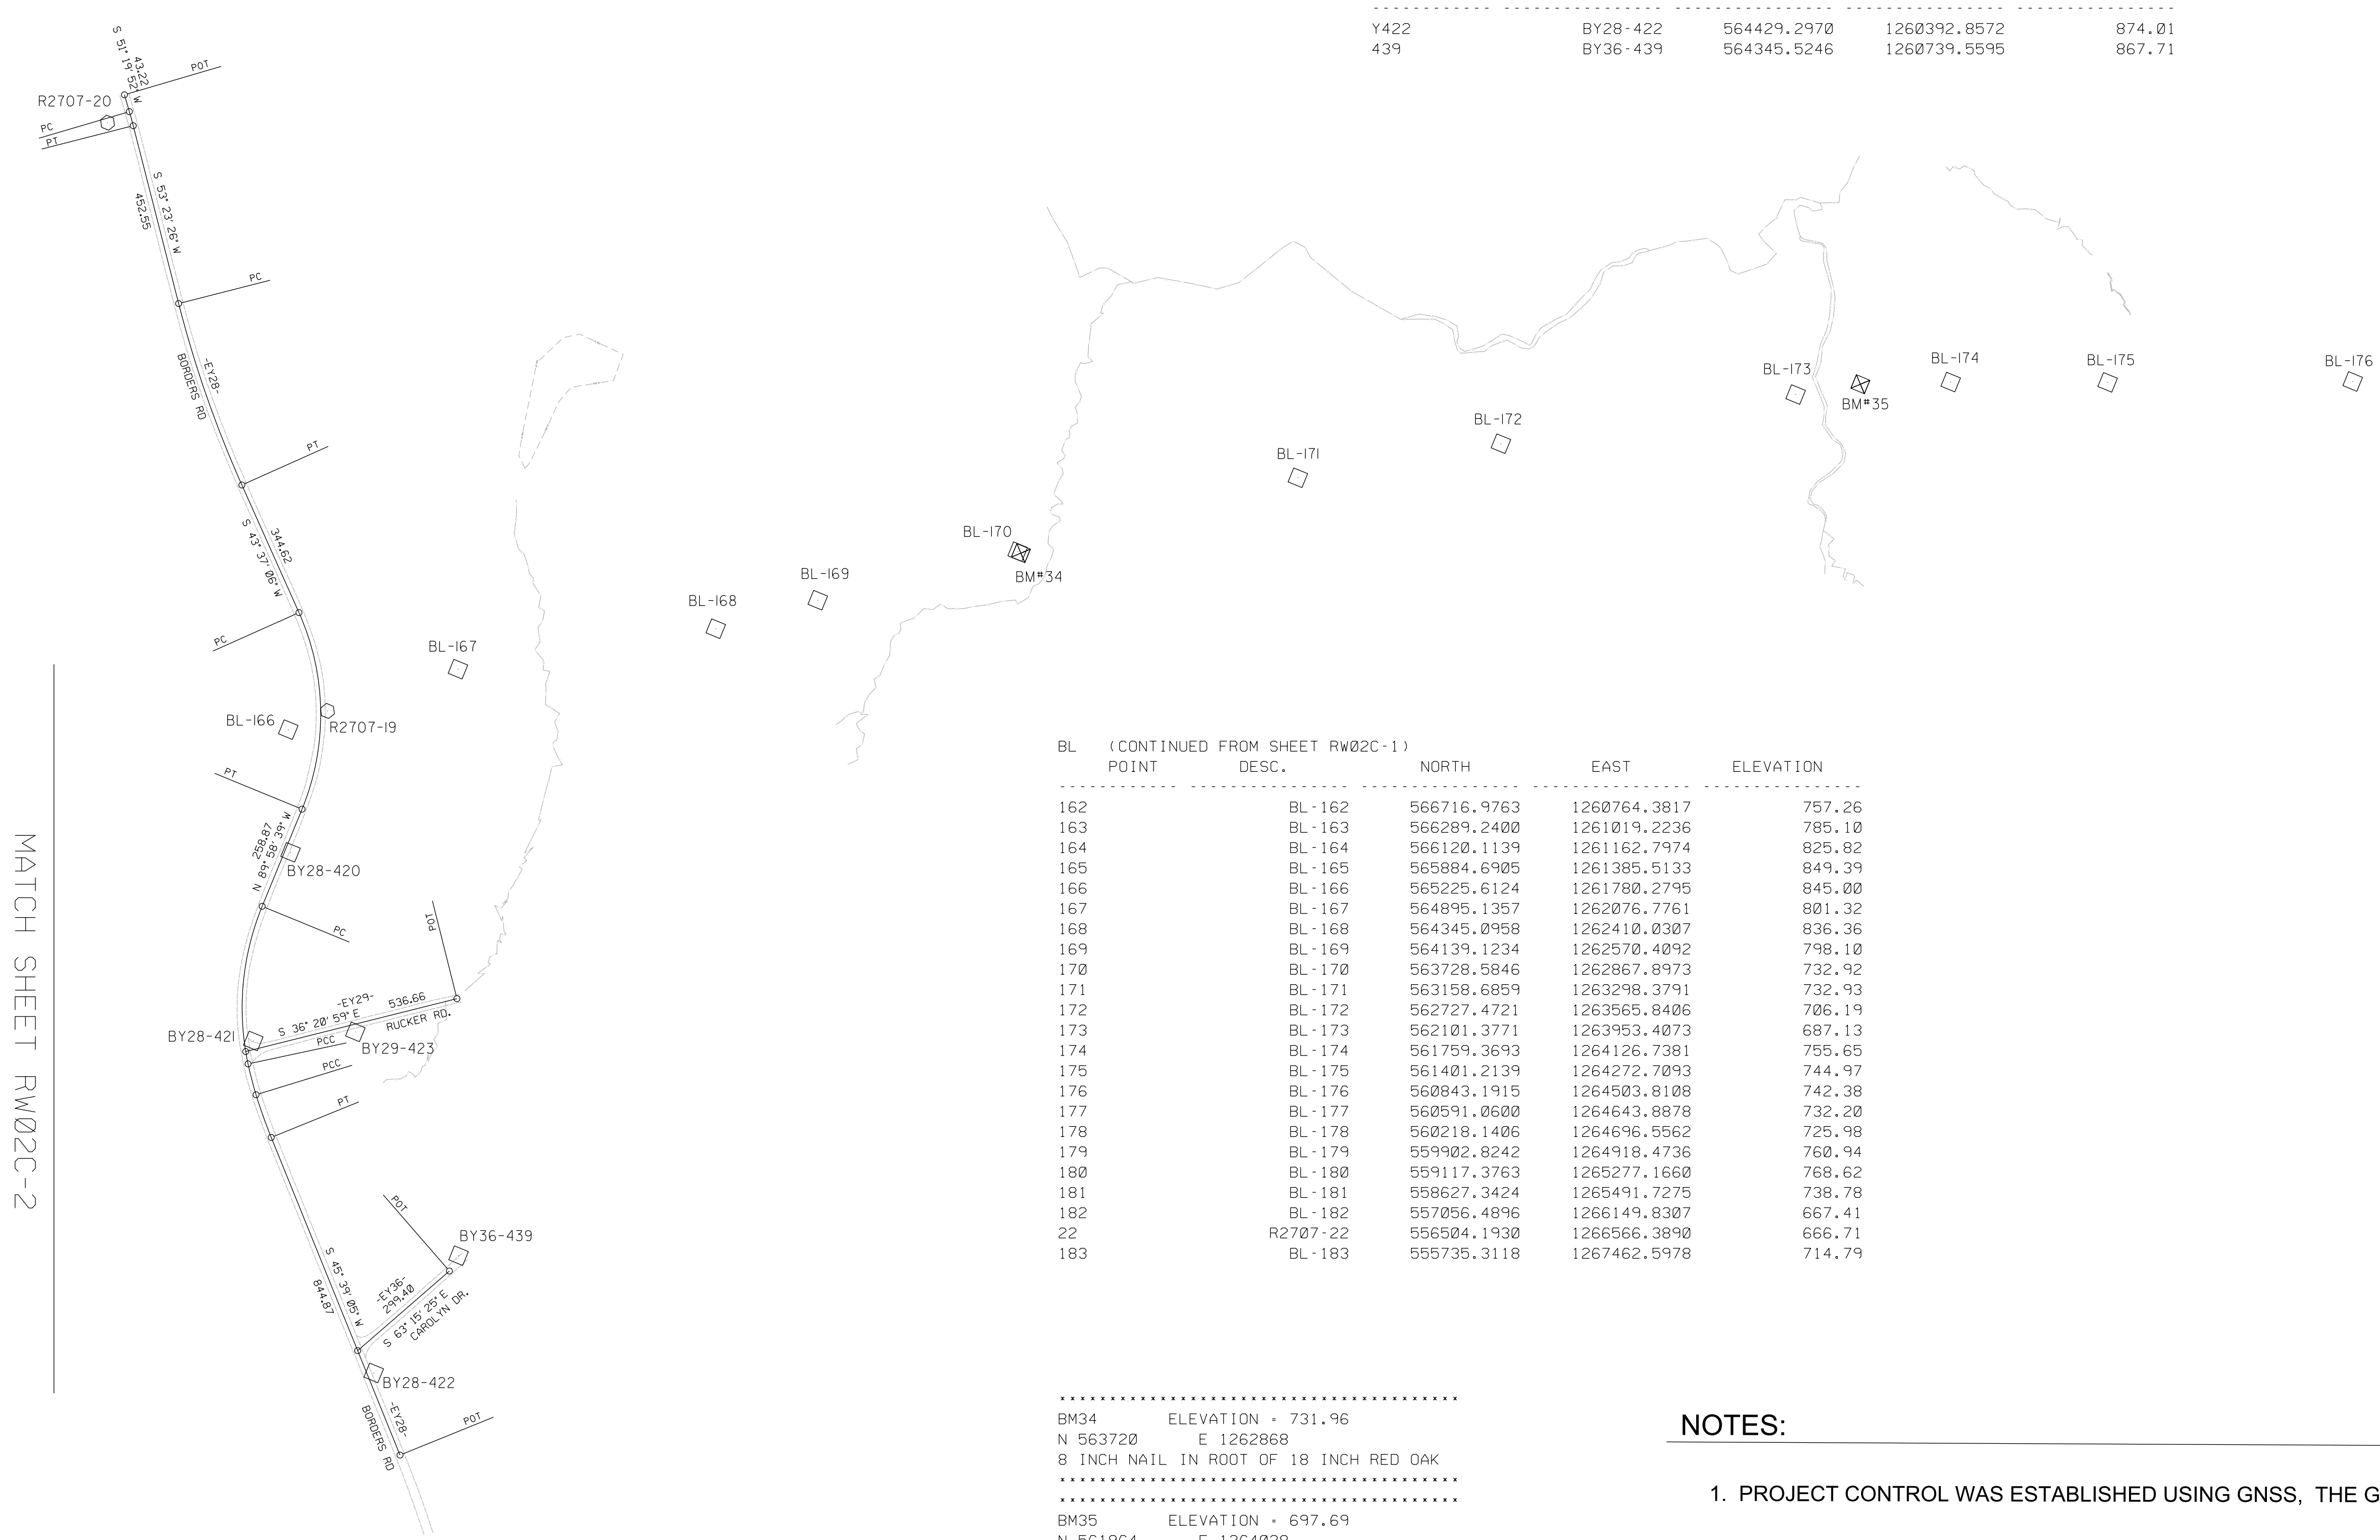 Y422 BY28-422 564429.2970 1260392.8572 874.01
439 BY36-439 564345.5246 1260739.5595 867.71
S 51° 19' 52" W
43.22
POT
R2707-20
PC
PT
S 53° 23' 26" W
452.55
PC
-EY28-
BORDERS RD
PT
S 43° 37' 06" W
344.62
PC
BL-166
R2707-19
BL-167
BL-168
BL-169
BL-170
BM#34
BL-171
BL-172
BL-173
BM#35
BL-174
BL-175
BL-176
PT
258.87
N 89° 58' 39" W
BY28-420
PC
POT
-EY29- 536.66
S 36° 20' 59" E
RUCKER RD.
BY28-421
BY29-423
PCC
PCC
PT
MATCH SHEET RW02C-2
S 45° 39' 05" W
844.87
POT
BY36-439
-EY36-
299.40
S 63° 15' 25" E
CAROLYN DR.
BY28-422
-EY28-
BORDERS RD
POT
BL (CONTINUED FROM SHEET RW02C-1)
POINT DESC. NORTH EAST ELEVATION
162 BL-162 566716.9763 1260764.3817 757.26
163 BL-163 566289.2400 1261019.2236 785.10
164 BL-164 566120.1139 1261162.7974 825.82
165 BL-165 565884.6905 1261385.5133 849.39
166 BL-166 565225.6124 1261780.2795 845.00
167 BL-167 564895.1357 1262076.7761 801.32
168 BL-168 564345.0958 1262410.0307 836.36
169 BL-169 564139.1234 1262570.4092 798.10
170 BL-170 563728.5846 1262867.8973 732.92
171 BL-171 563158.6859 1263298.3791 732.93
172 BL-172 562727.4721 1263565.8406 706.19
173 BL-173 562101.3771 1263953.4073 687.13
174 BL-174 561759.3693 1264126.7381 755.65
175 BL-175 561401.2139 1264272.7093 744.97
176 BL-176 560843.1915 1264503.8108 742.38
177 BL-177 560591.0600 1264643.8878 732.20
178 BL-178 560218.1406 1264696.5562 725.98
179 BL-179 559902.8242 1264918.4736 760.94
180 BL-180 559117.3763 1265277.1660 768.62
181 BL-181 558627.3424 1265491.7275 738.78
182 BL-182 557056.4896 1266149.8307 667.41
22 R2707-22 556504.1930 1266566.3890 666.71
183 BL-183 555735.3118 1267462.5978 714.79
BM34 ELEVATION = 731.96
N 563720 E 1262868
8 INCH NAIL IN ROOT OF 18 INCH RED OAK
BM35 ELEVATION = 697.69
N 561964 E 1264028
NOTES:
1. PROJECT CONTROL WAS ESTABLISHED USING GNSS, THE G